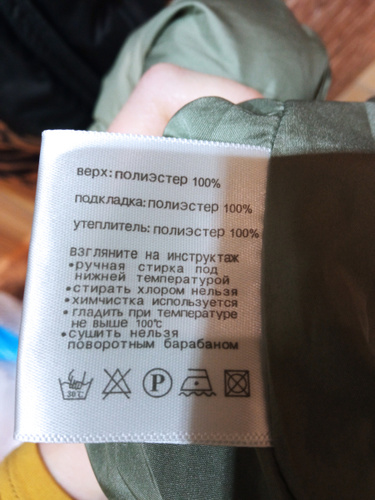 верх: полиэстер 100%
подкладка: полиэстер 100%
утеплитель: полиэстер 100%
Взгляните на инструктаж
•ручная стирка под
нижней температурой
•стирать хлором нельзя
•химчистка используется
•гладить при температуре
не выше 100°c
•сушить нельзя
поворотным барабаном
30°C P